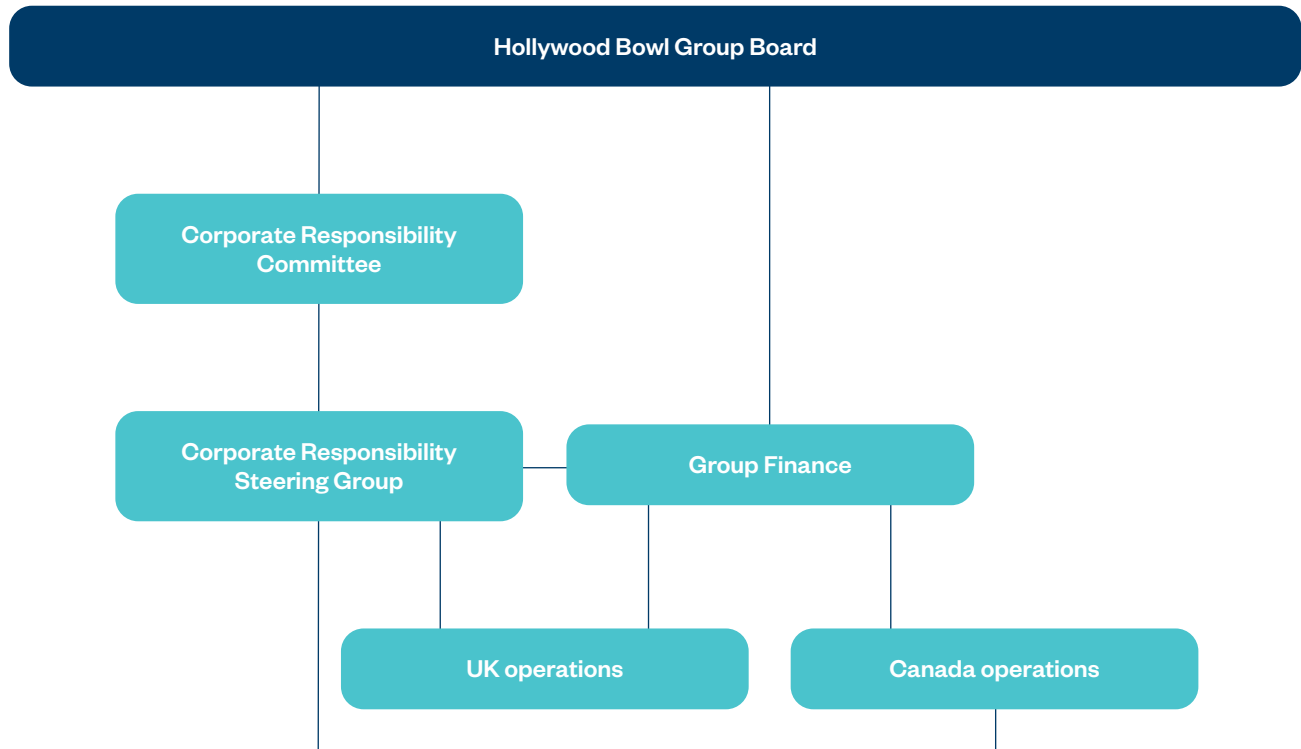 Hollywood Bowl Group Board
Corporate Responsibility
Committee
Corporate Responsibility
Steering Group
Group Finance
UK operations
Canada operations